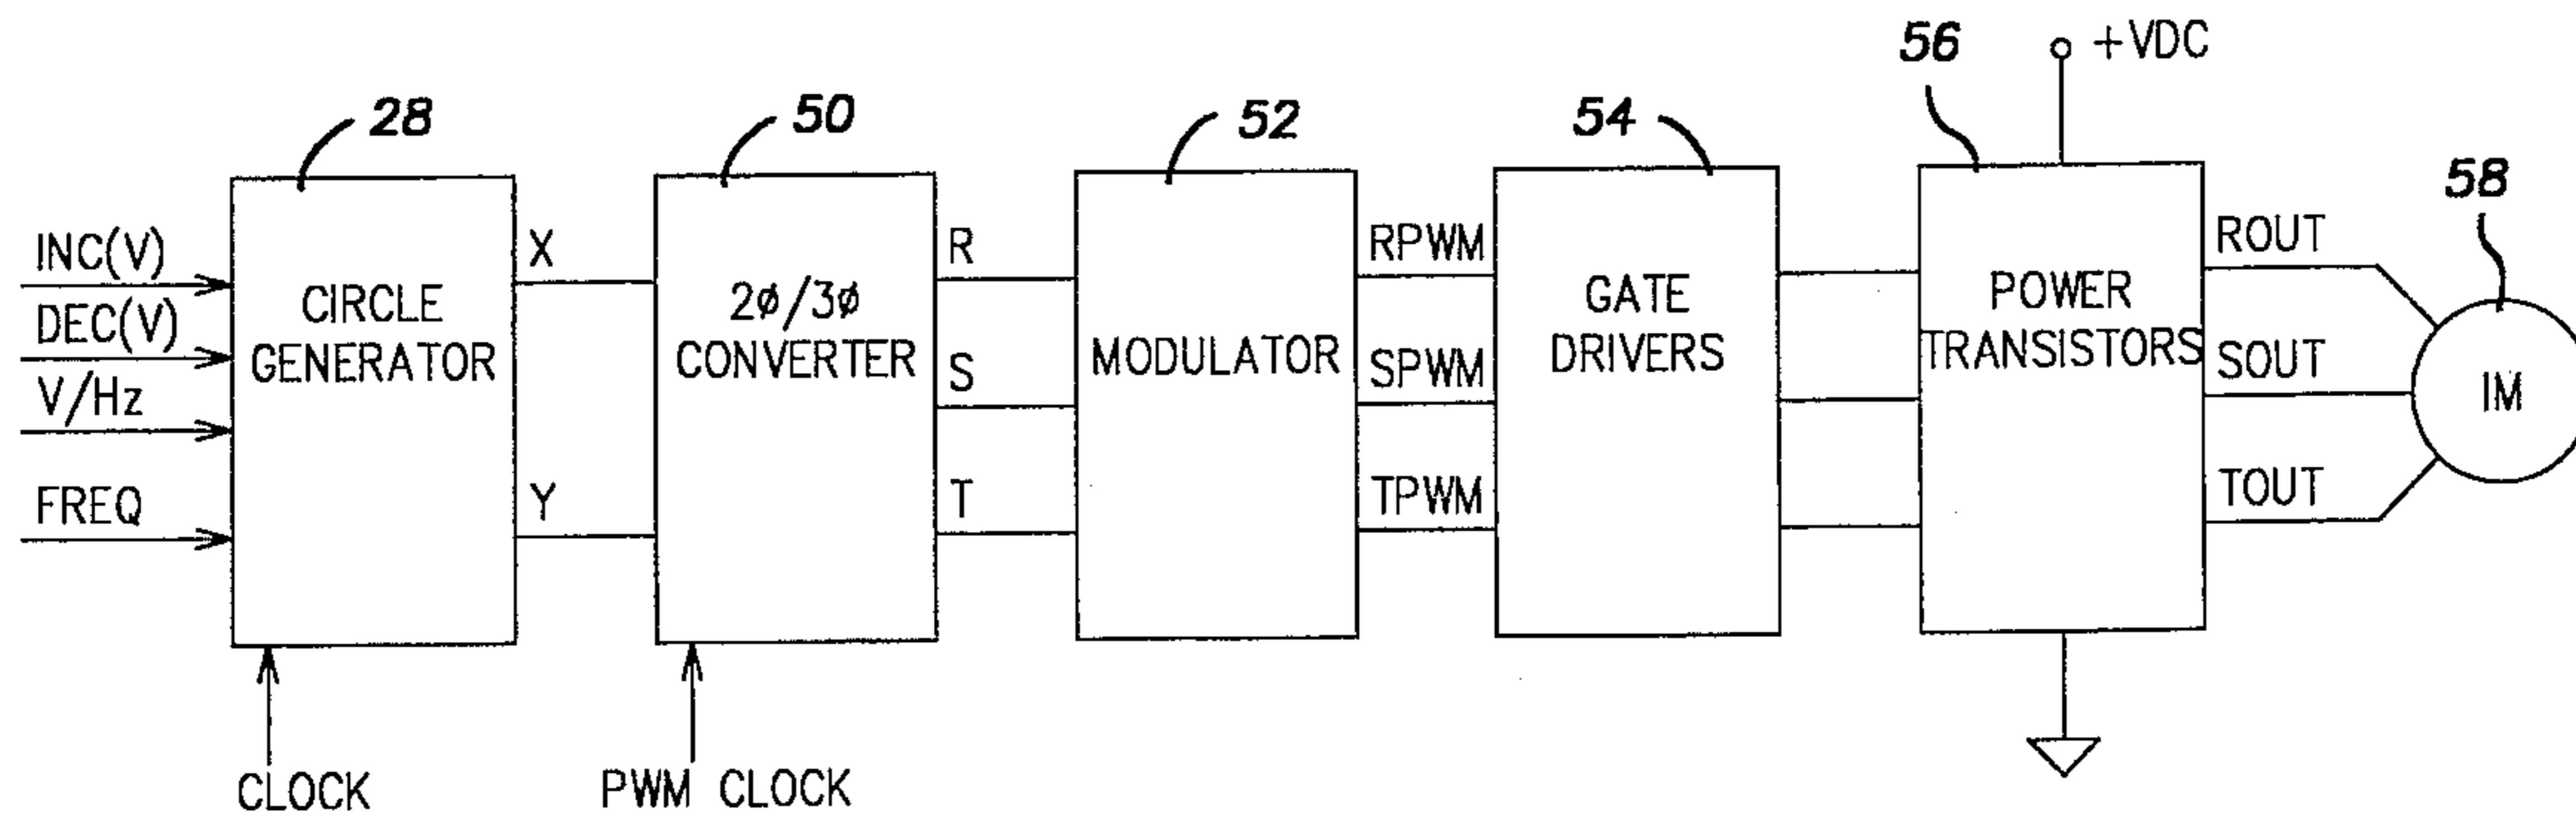 56
+VDC
28
50
52
54
58
INC(V)
DEC(V)
V/Hz
FREQ
CIRCLE
GENERATOR
X
Y
2ø/3ø
CONVERTER
R
S
T
MODULATOR
RPWM
SPWM
TPWM
GATE
DRIVERS
POWER
TRANSISTORS
ROUT
SOUT
TOUT
IM
CLOCK
PWM CLOCK